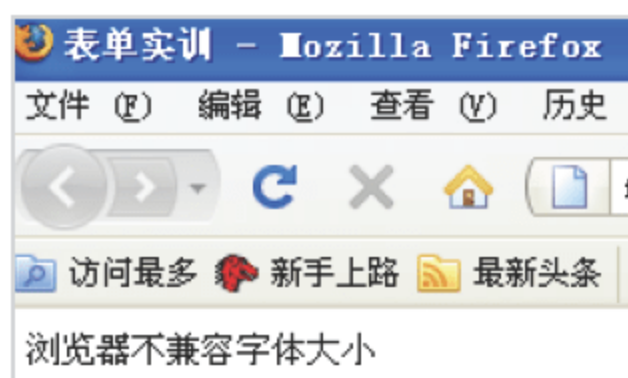 表单实训 - Mozilla Firefox
文件 (F) 编辑 (E) 查看 (V) 历史
访问最多 新手上路 最新头条
浏览器不兼容字体大小